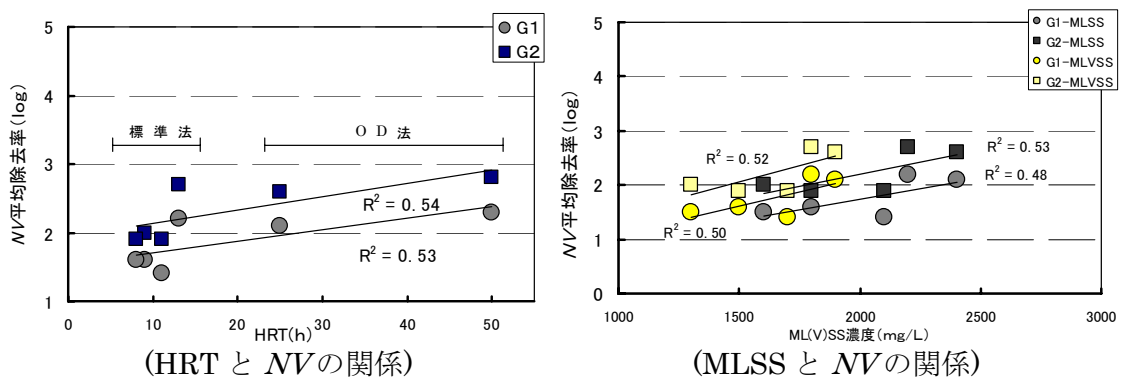 5
4
3
2
1
NV平均除去率(log)
G1
G2
標準法
OD法
R² = 0.54
R² = 0.53
0 10 20 30 40 50
HRT(h)
(HRT と NVの関係)
5
4
3
2
1
0
NV平均除去率(log)
G1-MLSS
G2-MLSS
G1-MLVSS
G2-MLVSS
R² = 0.52
R² = 0.53
R² = 0.48
R² = 0.50
1000 1500 2000 2500 3000
ML(V)SS濃度(mg/L)
(MLSS と NVの関係)